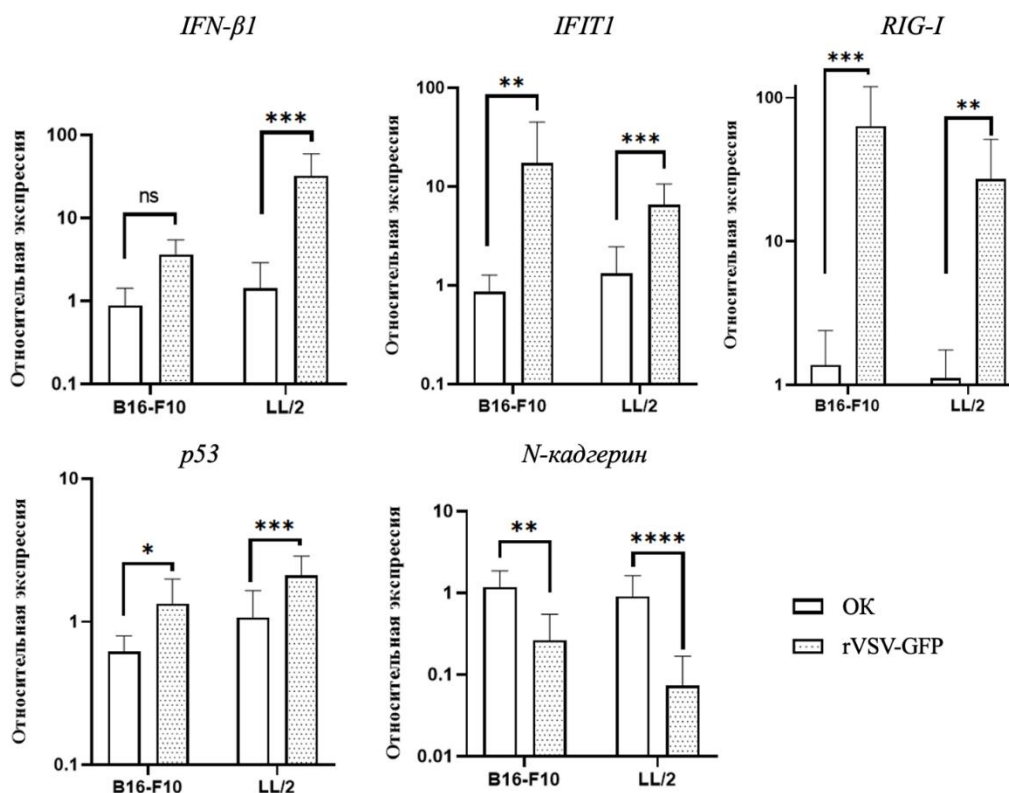 IFN-β1
Относительная экспрессия
100
10
1
0.1
ns
***
B16-F10
LL/2
IFIT1
Относительная экспрессия
100
10
1
0.1
**
***
B16-F10
LL/2
RIG-I
Относительная экспрессия
100
10
1
***
**
B16-F10
LL/2
p53
Относительная экспрессия
10
1
0.1
*
***
B16-F10
LL/2
N-кадгерин
Относительная экспрессия
10
1
0.1
0.01
**
****
B16-F10
LL/2
ОК
rVSV-GFP